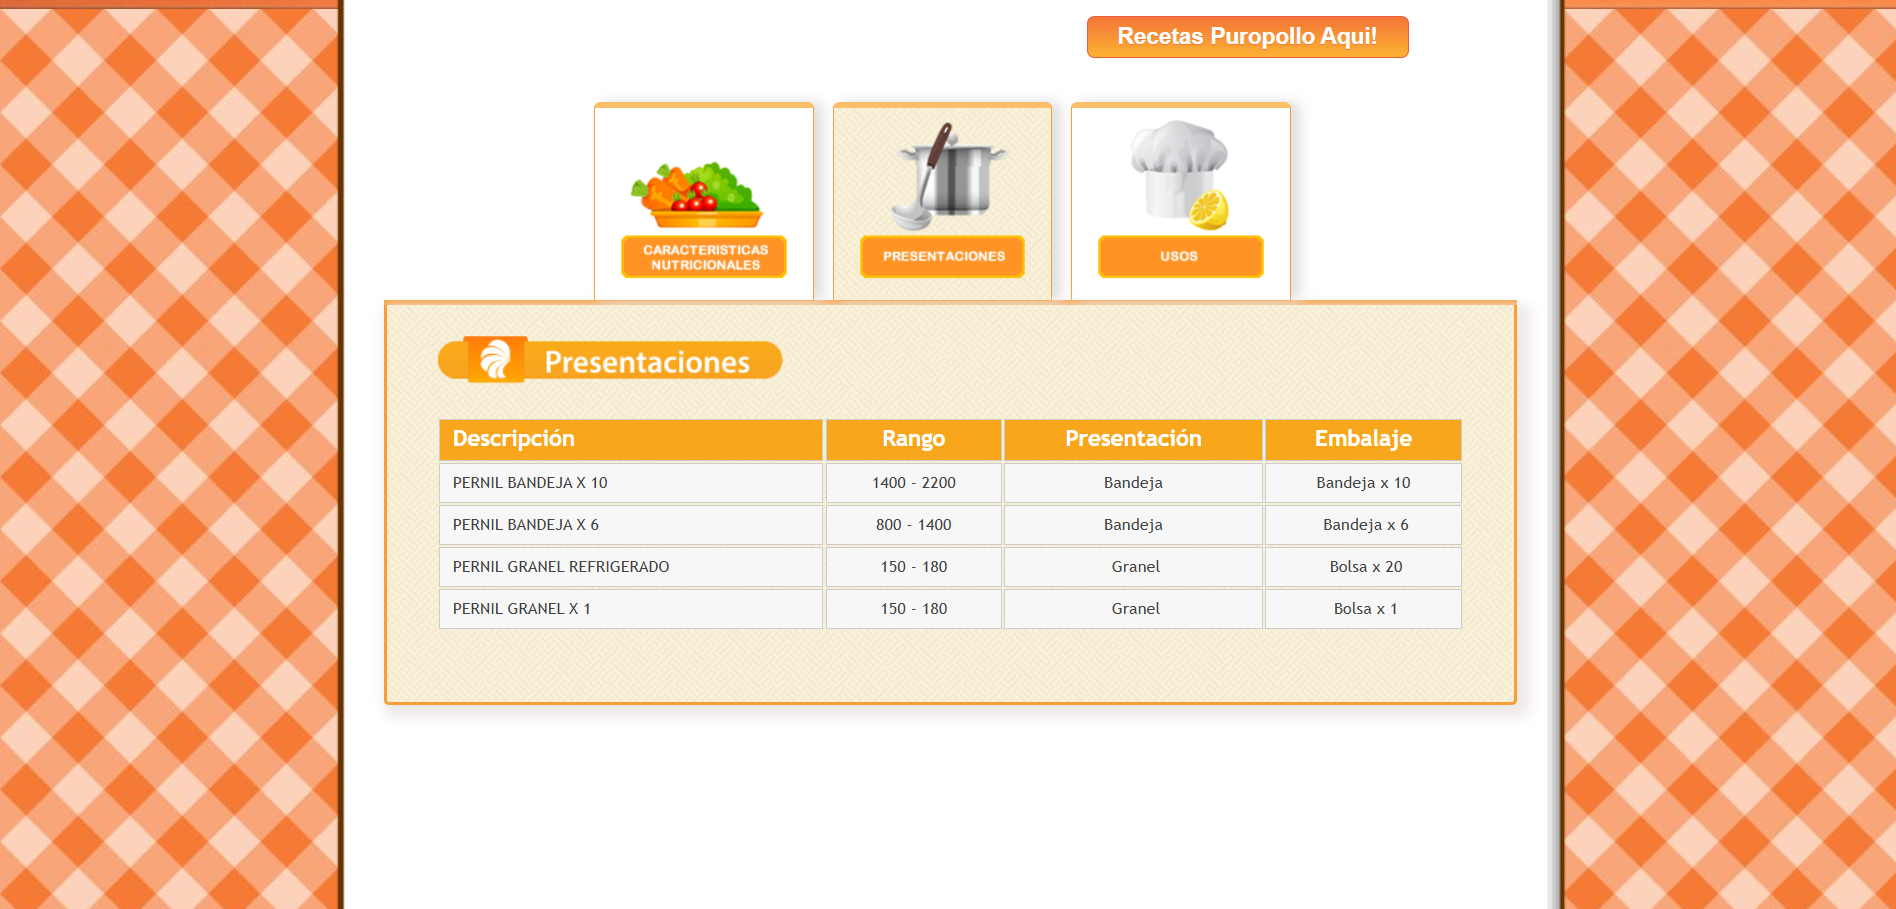 Recetas Puropollo Aqui!
CARACTERISTICAS
NUTRICIONALES
PRESENTACIONES
USOS
Presentaciones
Descripción Rango Presentación Embalaje
PERNIL BANDEJA X 10 1400 - 2200 Bandeja Bandeja x 10
PERNIL BANDEJA X 6 800 - 1400 Bandeja Bandeja x 6
PERNIL GRANEL REFRIGERADO 150 - 180 Granel Bolsa x 20
PERNIL GRANEL X 1 150 - 180 Granel Bolsa x 1